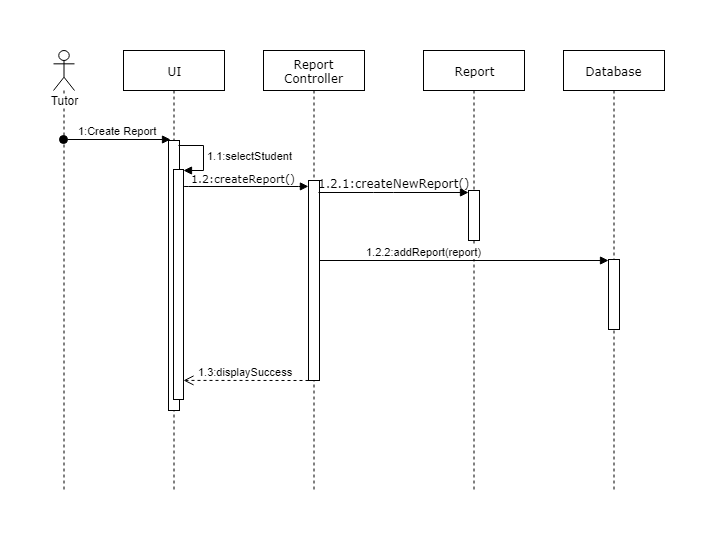 UI
Report
Controller
Report
Database
Tutor
1:Create Report
1.1:selectStudent
1.2:createReport()
1.2.1:createNewReport()
1.2.2:addReport(report)
1.3:displaySuccess